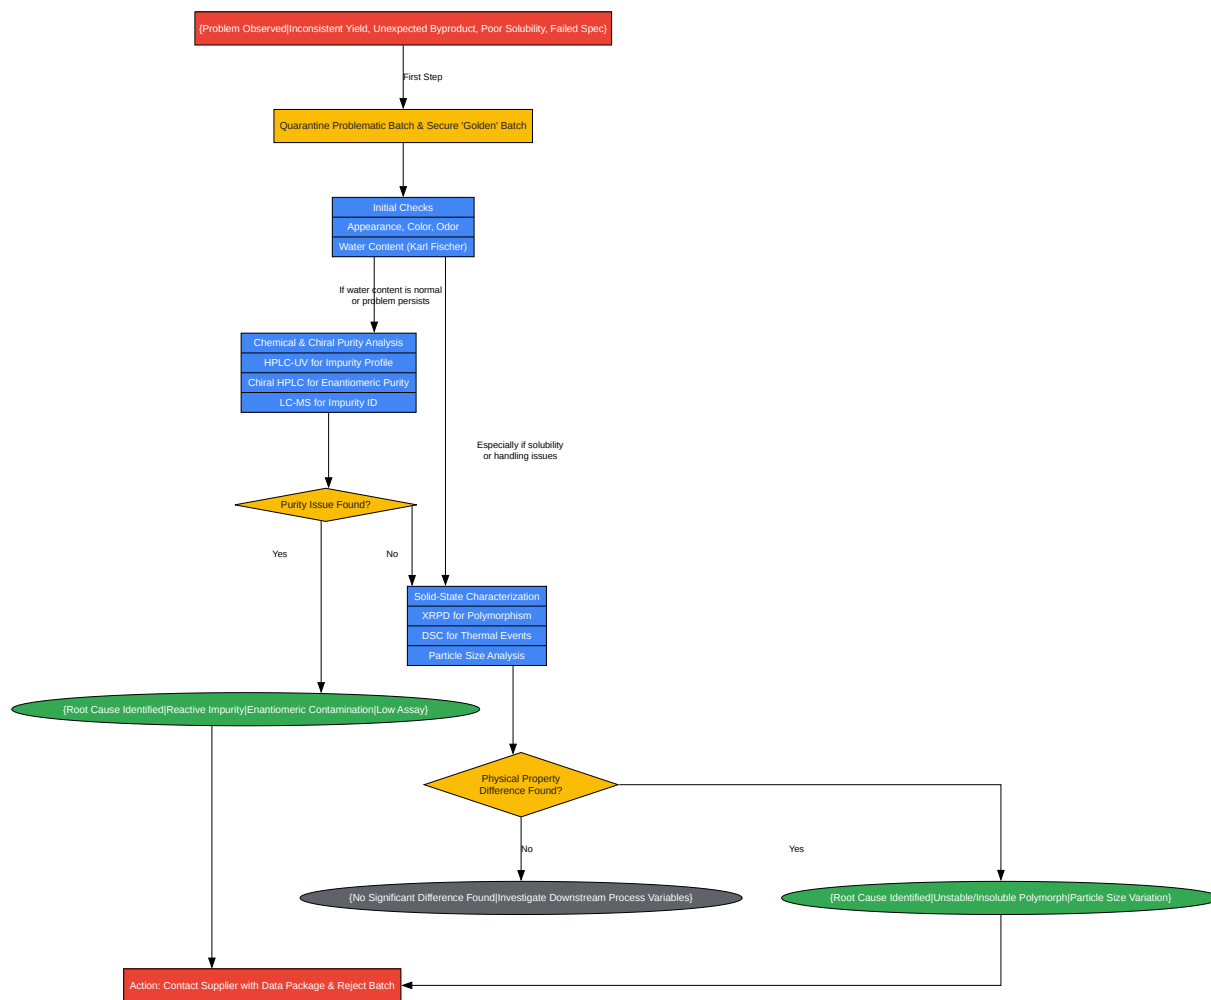 {Problem Observed|Inconsistent Yield, Unexpected Byproduct, Poor Solubility, Failed Spec}
First Step
Quarantine Problematic Batch & Secure 'Golden' Batch
Initial Checks
Appearance, Color, Odor
Water Content (Karl Fischer)
If water content is normal
or problem persists
Chemical & Chiral Purity Analysis
HPLC-UV for Impurity Profile
Chiral HPLC for Enantiomeric Purity
LC-MS for Impurity ID
Especially if solubility
or handling issues
Purity Issue Found?
Yes
No
Solid-State Characterization
XRPD for Polymorphism
DSC for Thermal Events
Particle Size Analysis
{Root Cause Identified|Reactive Impurity|Enantiomeric Contamination|Low Assay}
Physical Property
Difference Found?
No
Yes
{No Significant Difference Found|Investigate Downstream Process Variables}
{Root Cause Identified|Unstable/Insoluble Polymorph|Particle Size Variation}
Action: Contact Supplier with Data Package & Reject Batch